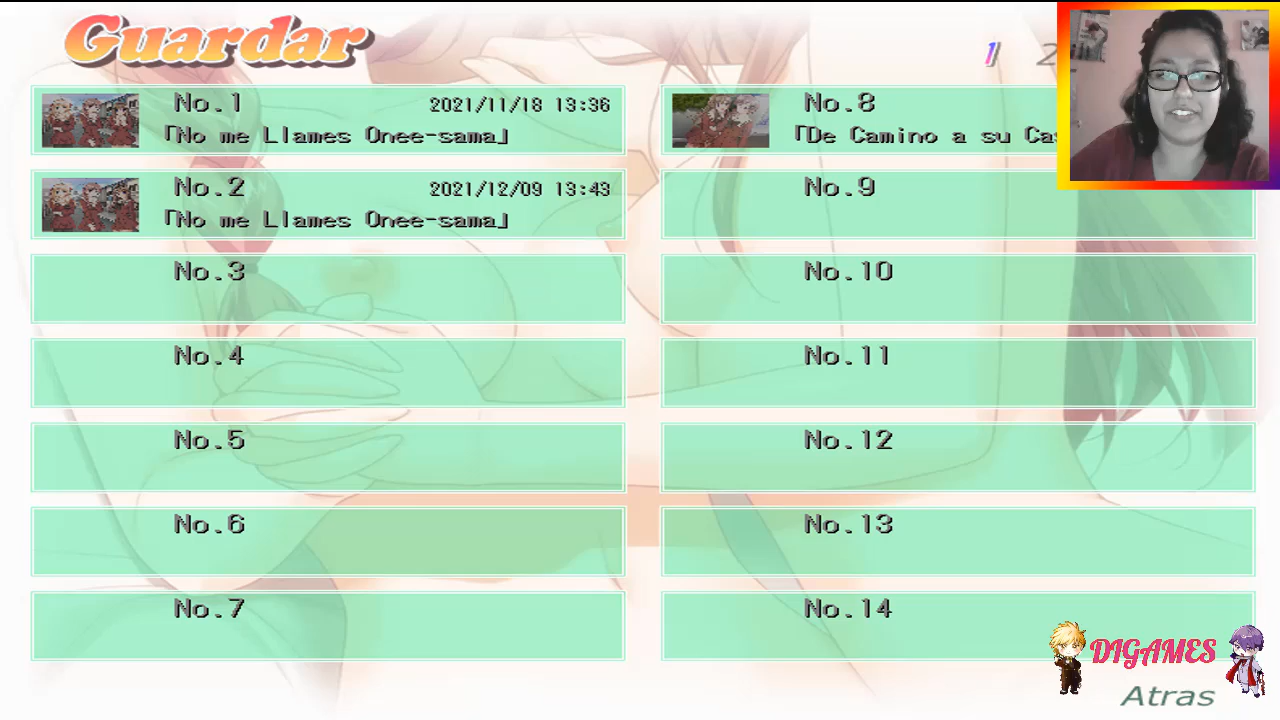 Guardar
1 2
No.1 2021/11/18 13:36
「No me Llames Onee-sama」
No.2 2021/12/09 13:43
「No me Llames Onee-sama」
No.3
No.4
No.5
No.6
No.7
No.8
「De Camino a su
No.9
No.10
No.11
No.12
No.13
No.14
DIGAMES
Atras